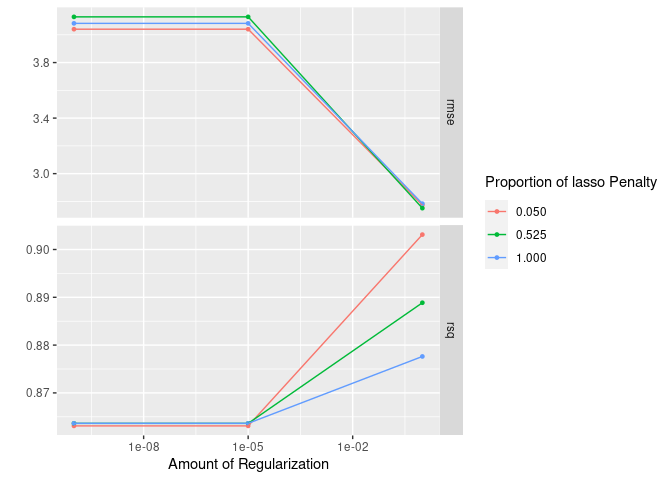 3.8
3.4
3.0
rmse
0.90
0.89
0.88
0.87
rsq
1e-08
1e-05
1e-02
Amount of Regularization
Proportion of lasso Penalty
0.050
0.525
1.000